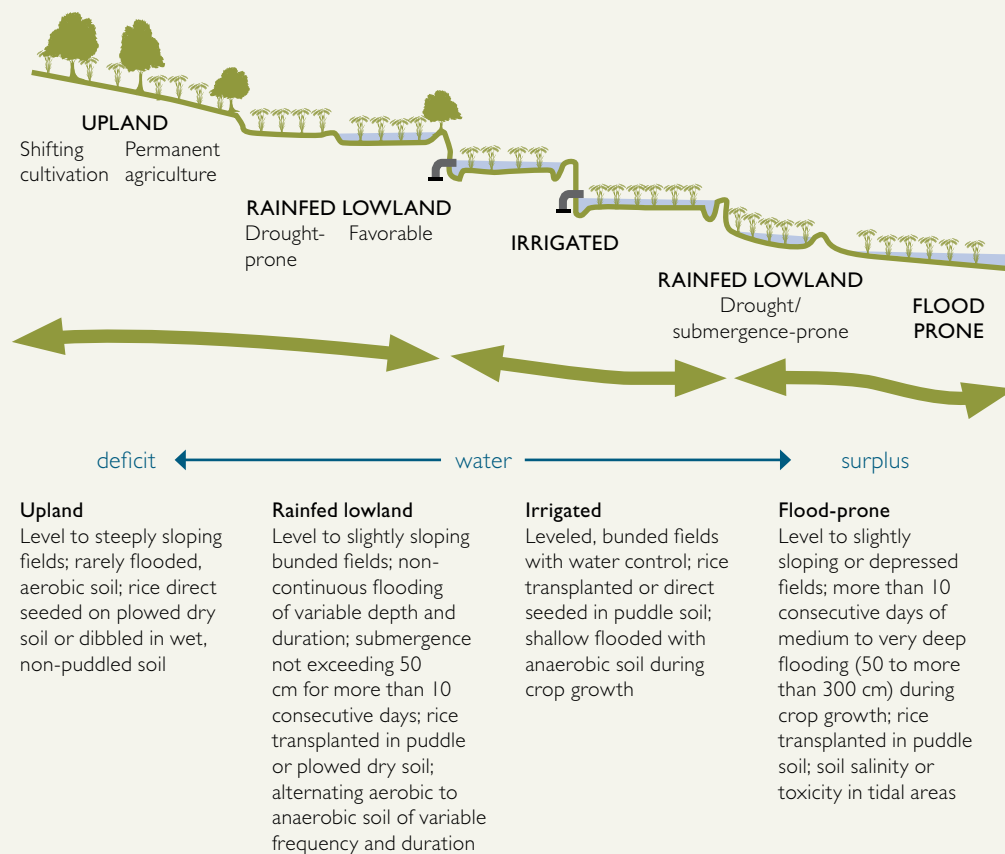 UPLAND
Shifting
cultivation
Permanent
agriculture
RAINFED LOWLAND
Drought-
prone
Favorable
IRRIGATED
RAINFED LOWLAND
Drought/
submergence-prone
FLOOD
PRONE
deficit
water
surplus
Upland
Level to steeply sloping
fields; rarely flooded,
aerobic soil; rice direct
seeded on plowed dry
soil or dibbled in wet,
non-puddled soil
Rainfed lowland
Level to slightly sloping
bunded fields; non-
continuous flooding
of variable depth and
duration; submergence
not exceeding 50
cm for more than 10
consecutive days; rice
transplanted in puddle
or plowed dry soil;
alternating aerobic to
anaerobic soil of variable
frequency and duration
Irrigated
Leveled, bunded fields
with water control; rice
transplanted or direct
seeded in puddle soil;
shallow flooded with
anaerobic soil during
crop growth
Flood-prone
Level to slightly
sloping or depressed
fields; more than 10
consecutive days of
medium to very deep
flooding (50 to more
than 300 cm) during
crop growth; rice
transplanted in puddle
soil; soil salinity or
toxicity in tidal areas